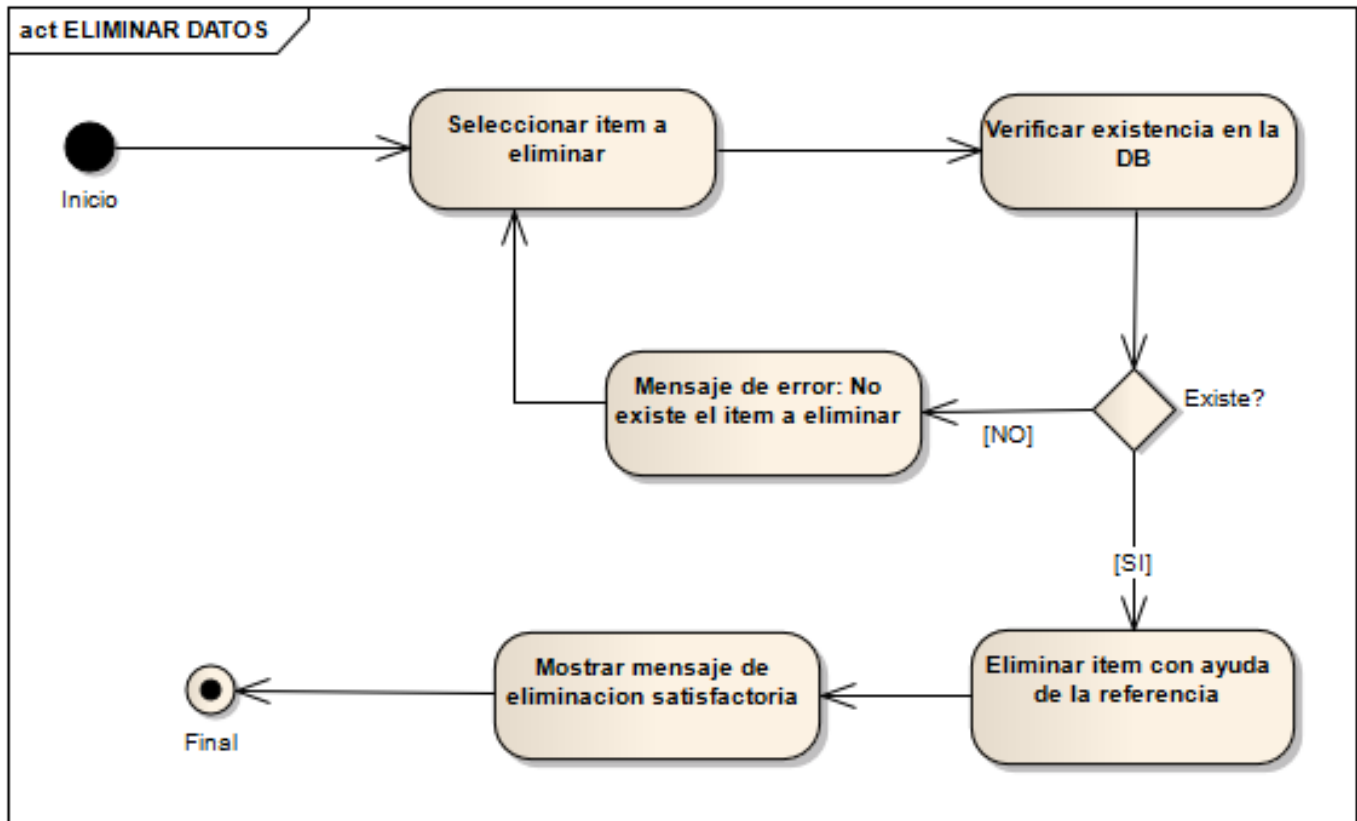 act ELIMINAR DATOS
Seleccionar item a
eliminar
Verificar existencia en la
DB
Inicio
Mensaje de error: No
existe el item a eliminar
Existe?
[NO]
[SI]
Mostrar mensaje de
eliminacion satisfactoria
Eliminar item con ayuda
de la referencia
Final